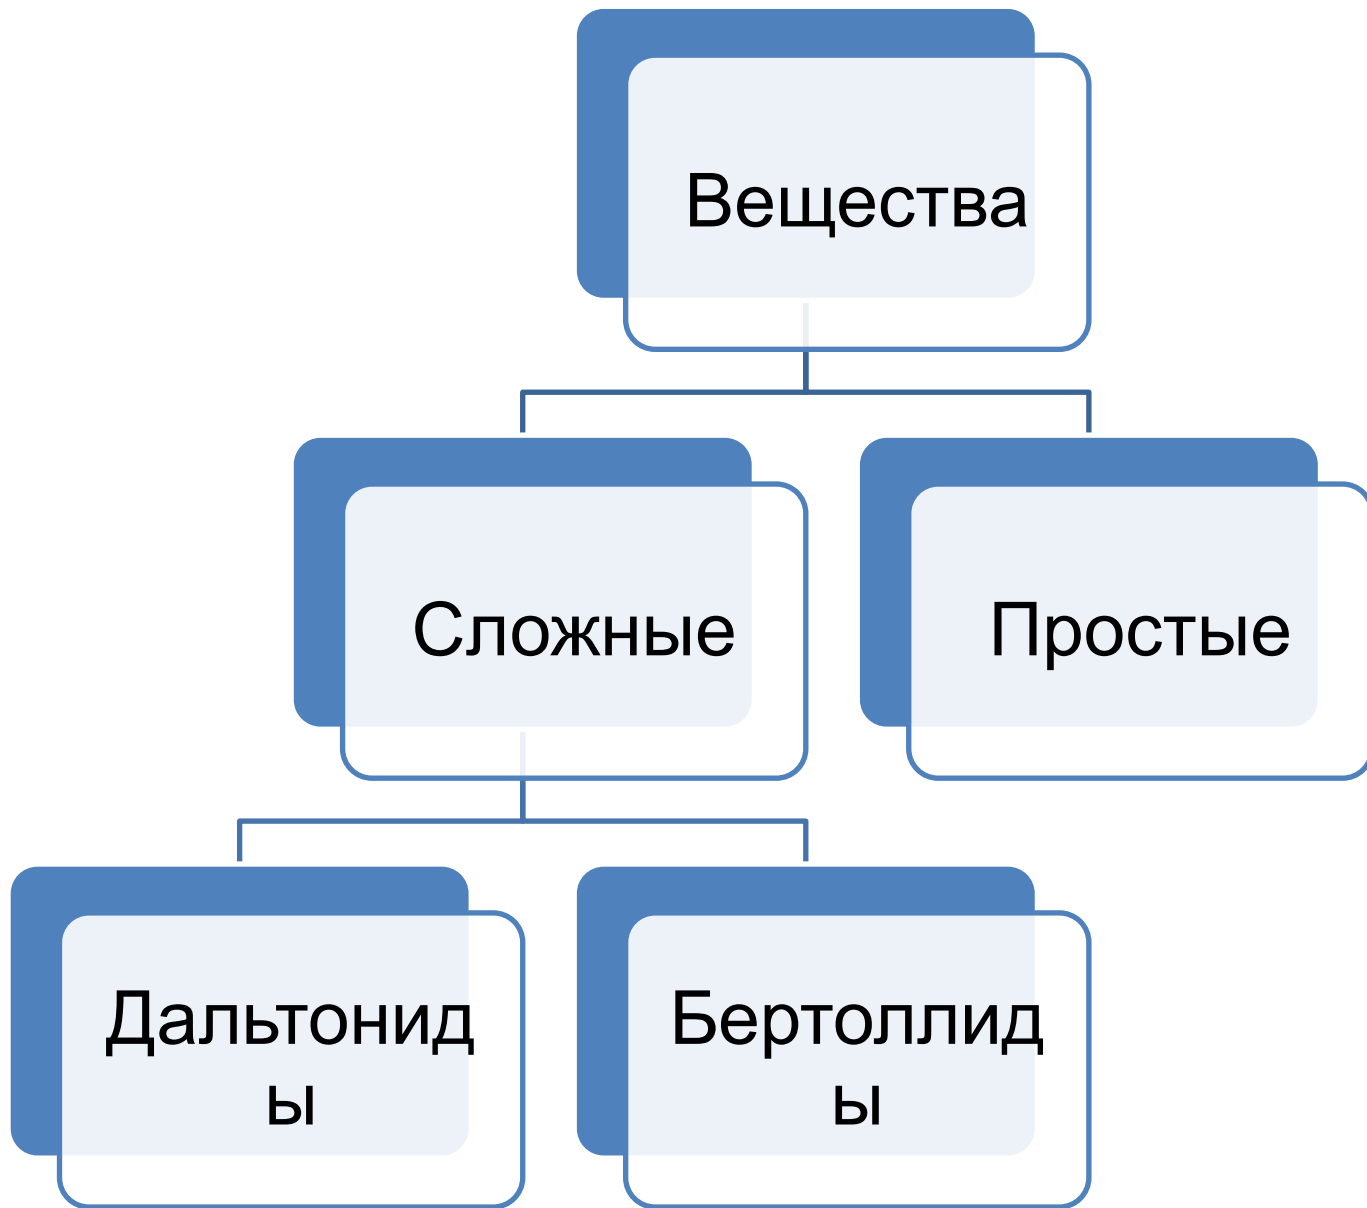 Вещества
Сложные
Простые
Дальтонид
ы
Бертоллид
ы